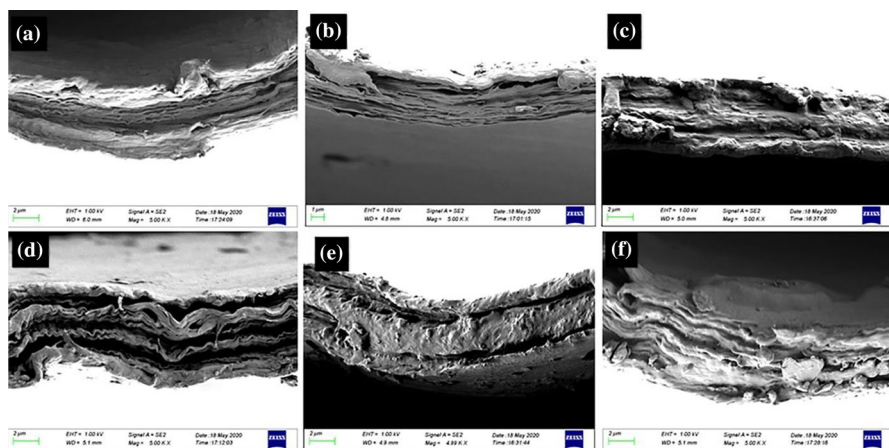 (a)
2 µm
EHT = 1.00 kV
WD = 6.0 mm
Signal A = SE2
Mag = 5.00 K X
Date :18 May 2020
Time :17:24:09
ZEISS
(b)
1 µm
EHT = 1.00 kV
WD = 4.8 mm
Signal A = SE2
Mag = 5.00 K X
Date :18 May 2020
Time :17:01:15
ZEISS
(c)
2 µm
EHT = 1.00 kV
WD = 5.0 mm
Signal A = SE2
Mag = 5.00 K X
Date :18 May 2020
Time :16:37:06
ZEISS
(d)
2 µm
EHT = 1.00 kV
WD = 5.1 mm
Signal A = SE2
Mag = 5.00 K X
Date :18 May 2020
Time :17:12:03
ZEISS
(e)
2 µm
EHT = 1.00 kV
WD = 4.9 mm
Signal A = SE2
Mag = 4.99 K X
Date :18 May 2020
Time :16:31:44
ZEISS
(f)
2 µm
EHT = 1.00 kV
WD = 5.1 mm
Signal A = SE2
Mag = 5.00 K X
Date :18 May 2020
Time :17:28:16
ZEISS